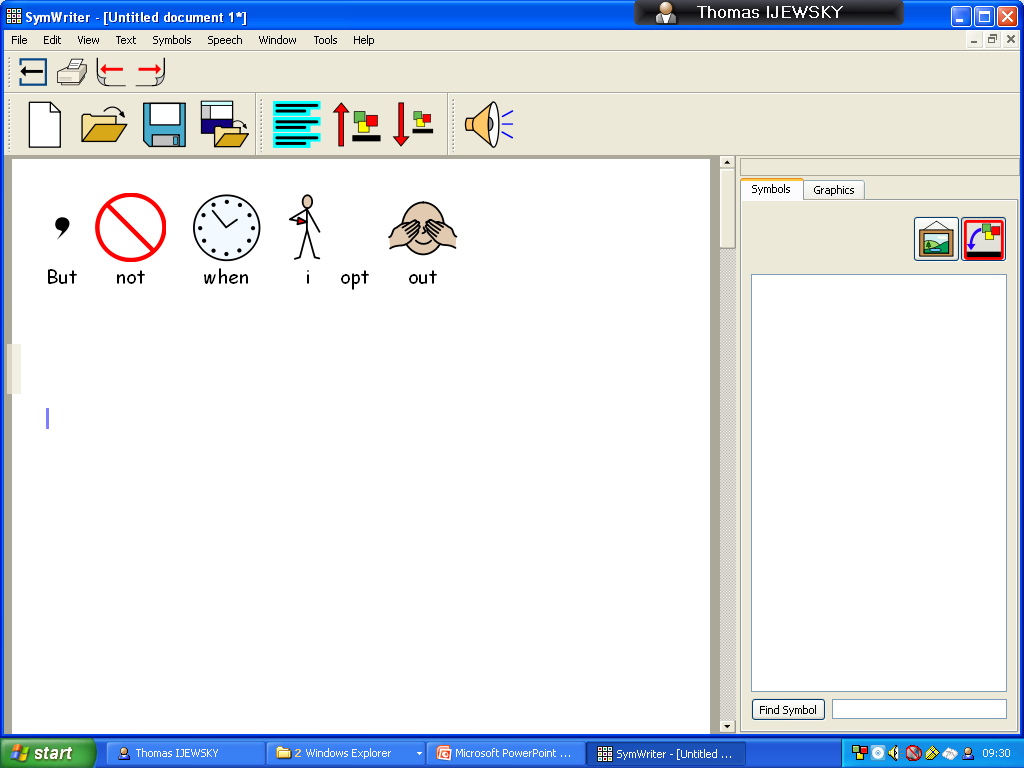 SymWriter - [Untitled document 1*]
Thomas IJEWSKY
File Edit View Text Symbols Speech Window Tools Help
Symbols Graphics
But not when i opt out
Find Symbol
start Thomas IJEWSKY 2 Windows Explorer Microsoft PowerPoint ... SymWriter - [Untitled ... 09:30